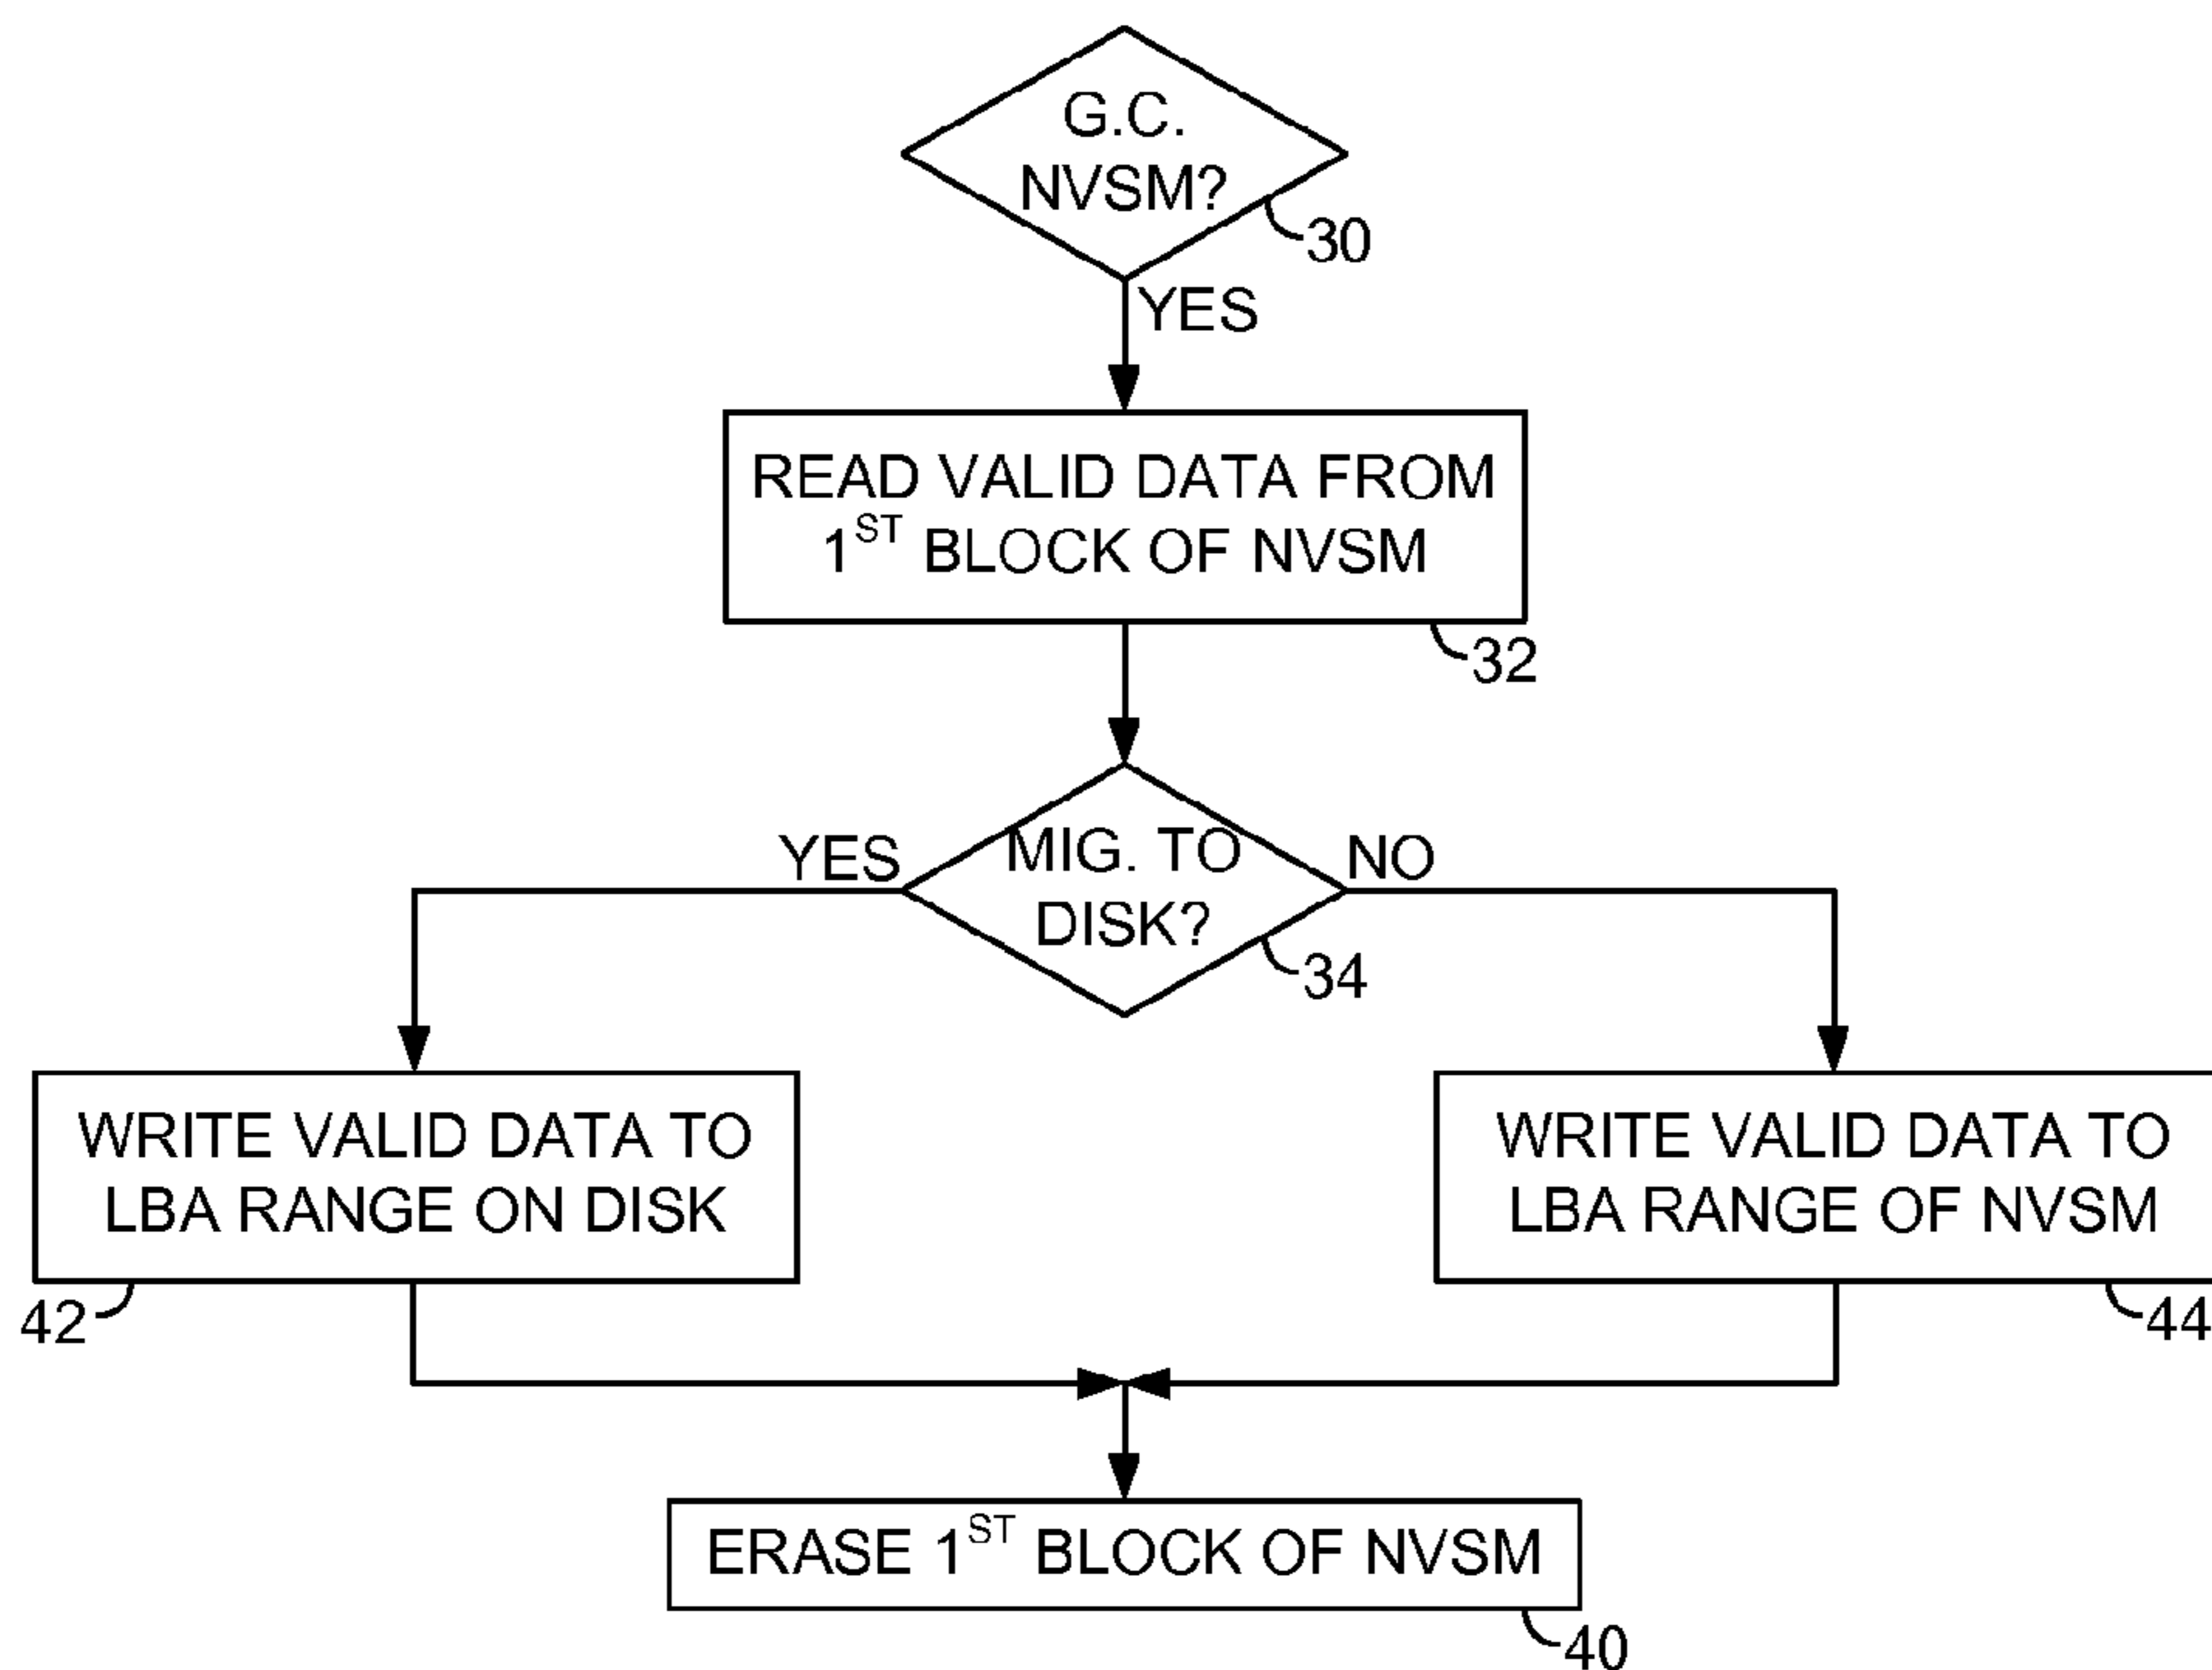 G.C.
NVSM?
30
YES
READ VALID DATA FROM
1ST BLOCK OF NVSM
32
YES
MIG. TO
DISK?
NO
34
WRITE VALID DATA TO
LBA RANGE ON DISK
42
WRITE VALID DATA TO
LBA RANGE OF NVSM
44
ERASE 1ST BLOCK OF NVSM
40